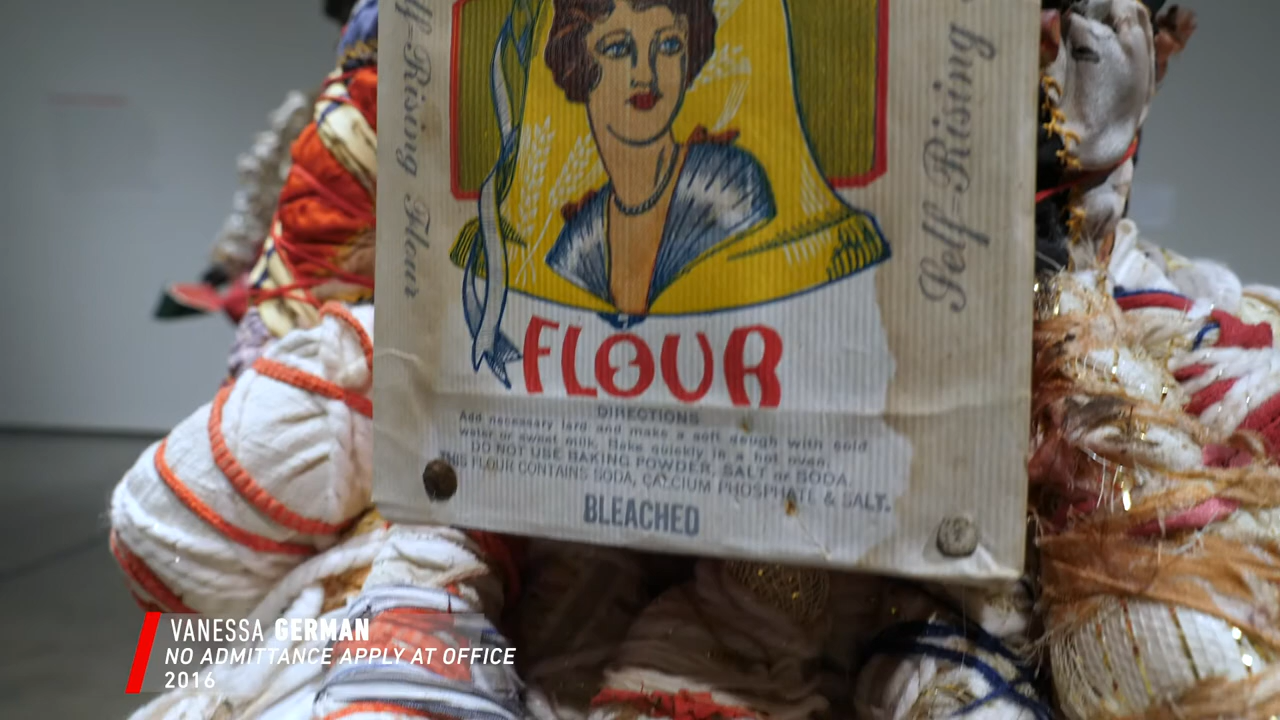 Self-Rising Flour
Self-Rising
FLOUR
DIRECTIONS
Add necessary lard and make a soft dough with cold
water or sweet milk. Bake quickly in a hot oven.
DO NOT USE BAKING POWDER, SALT or SODA.
THIS FLOUR CONTAINS SODA, CALCIUM PHOSPHATE & SALT.
BLEACHED
VANESSA GERMAN
NO ADMITTANCE APPLY AT OFFICE
2016